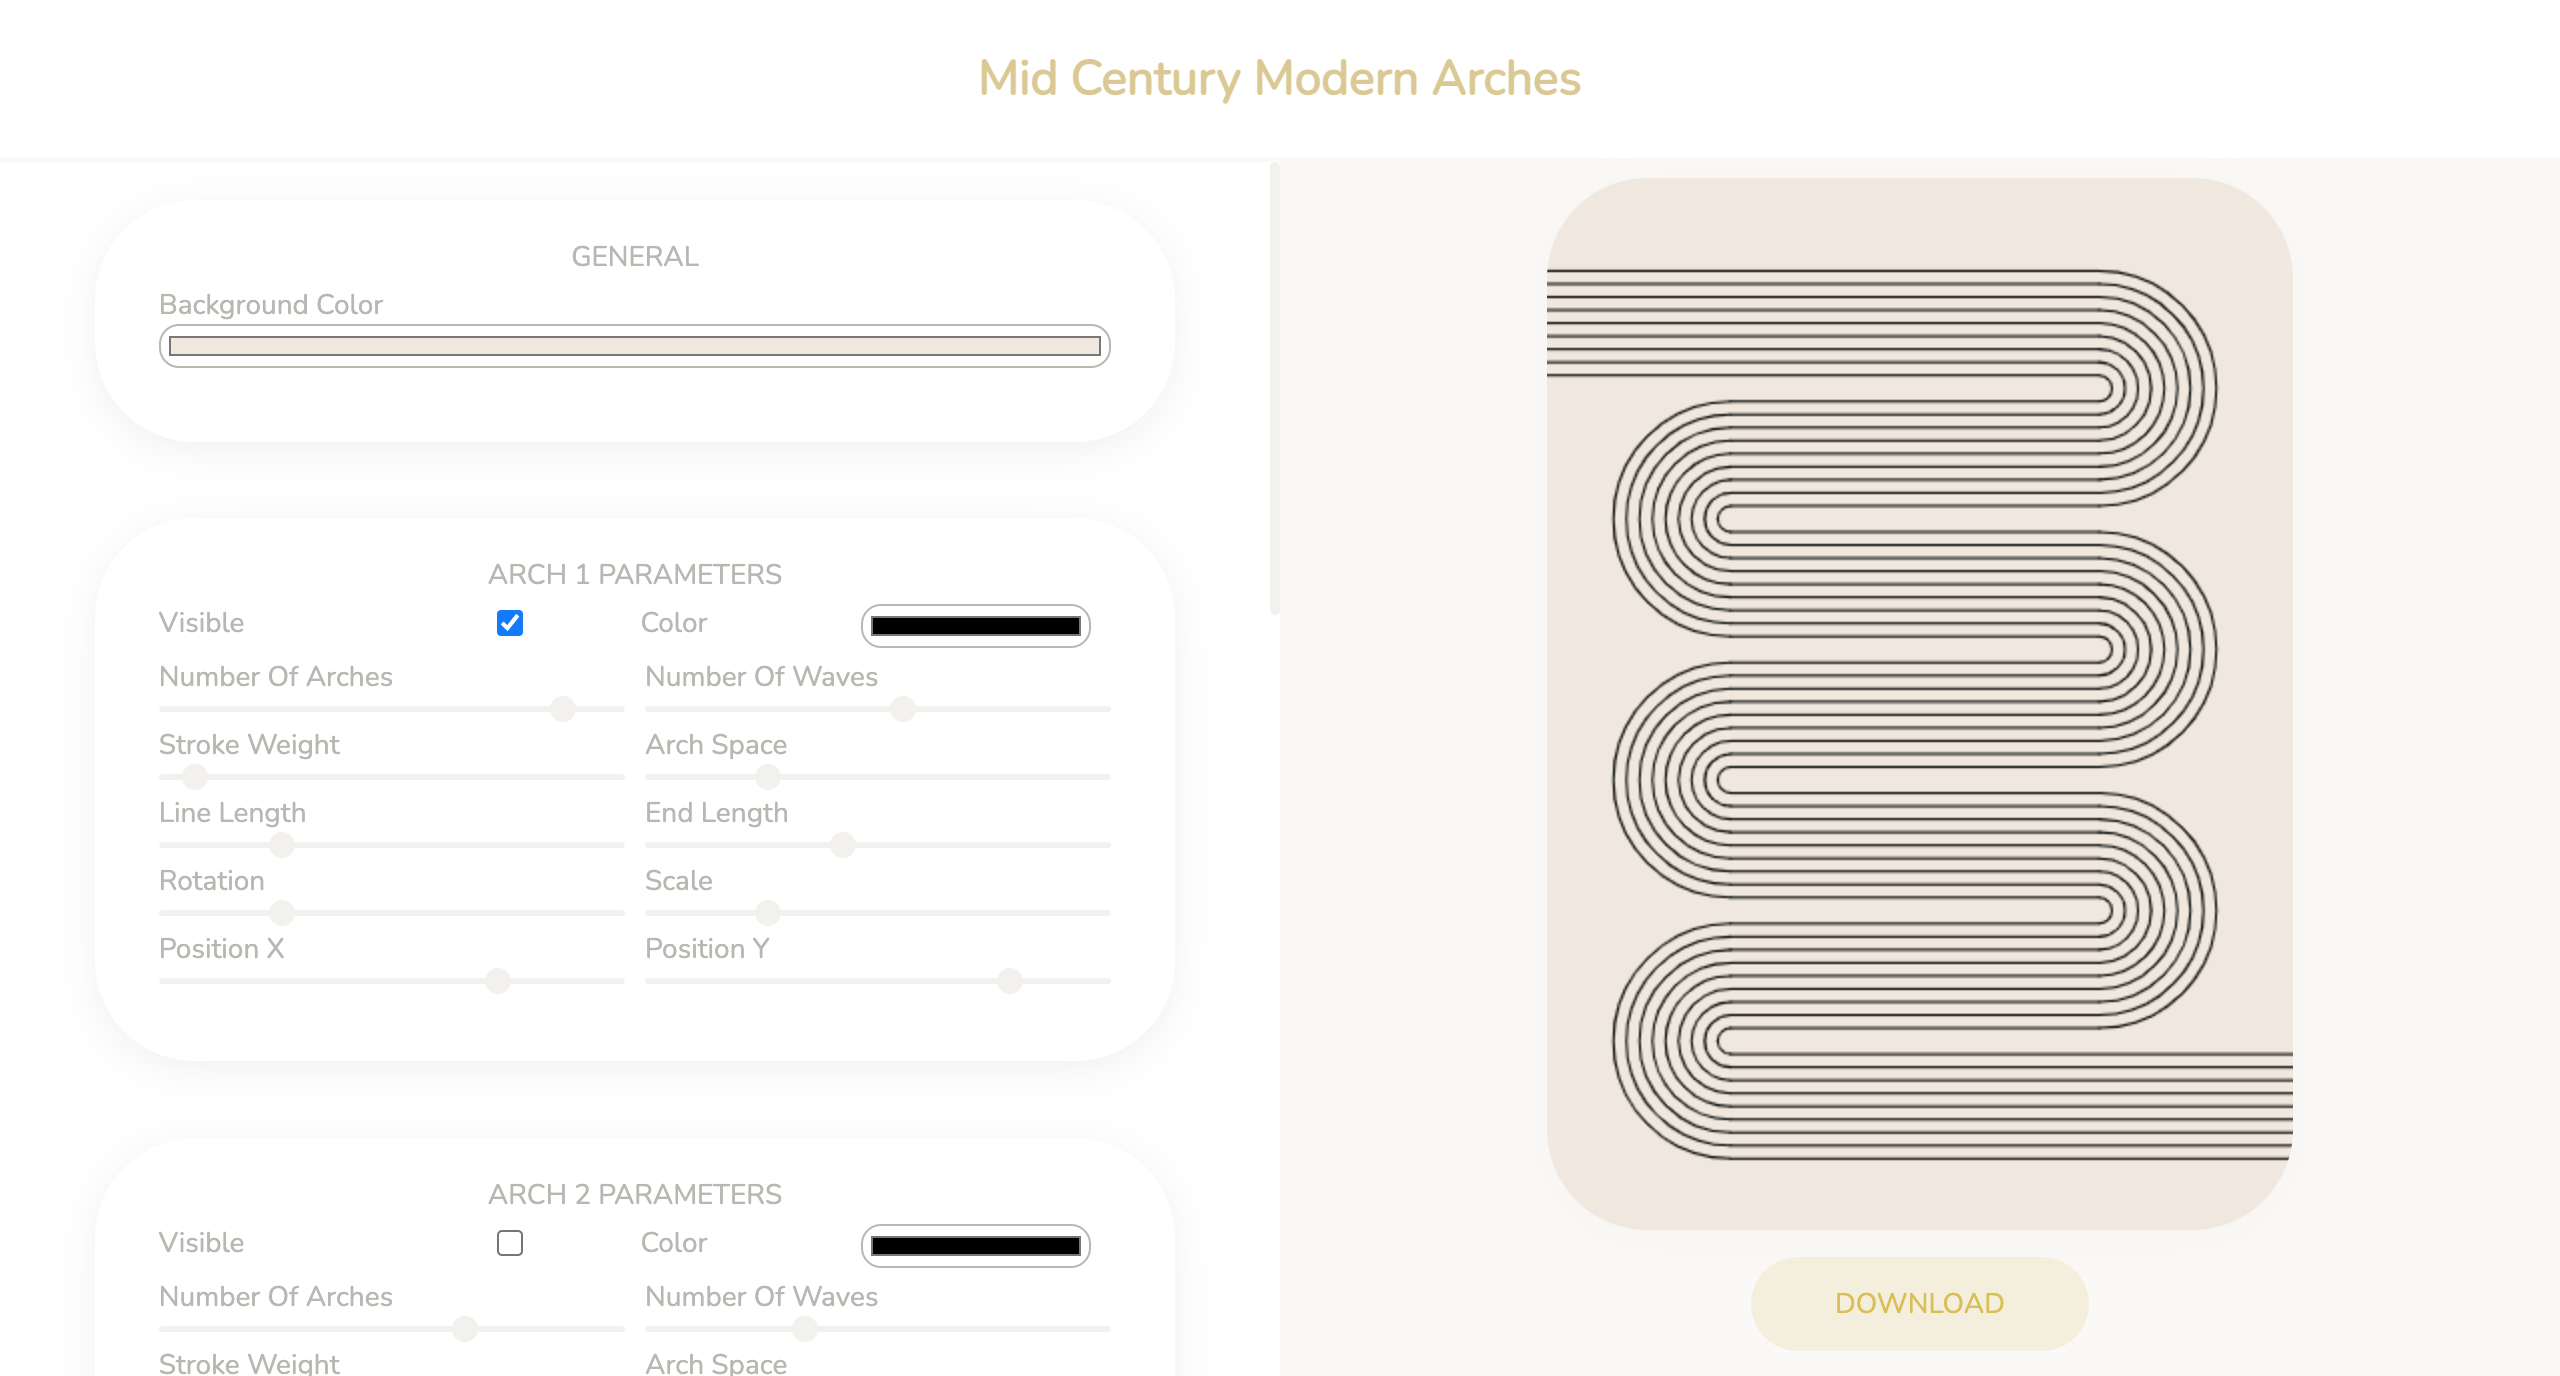 Mid Century Modern Arches
GENERAL
Background Color
ARCH 1 PARAMETERS
Visible Color
Number Of Arches Number Of Waves
Stroke Weight Arch Space
Line Length End Length
Rotation Scale
Position X Position Y
ARCH 2 PARAMETERS
Visible Color
Number Of Arches Number Of Waves
Stroke Weight Arch Space
DOWNLOAD